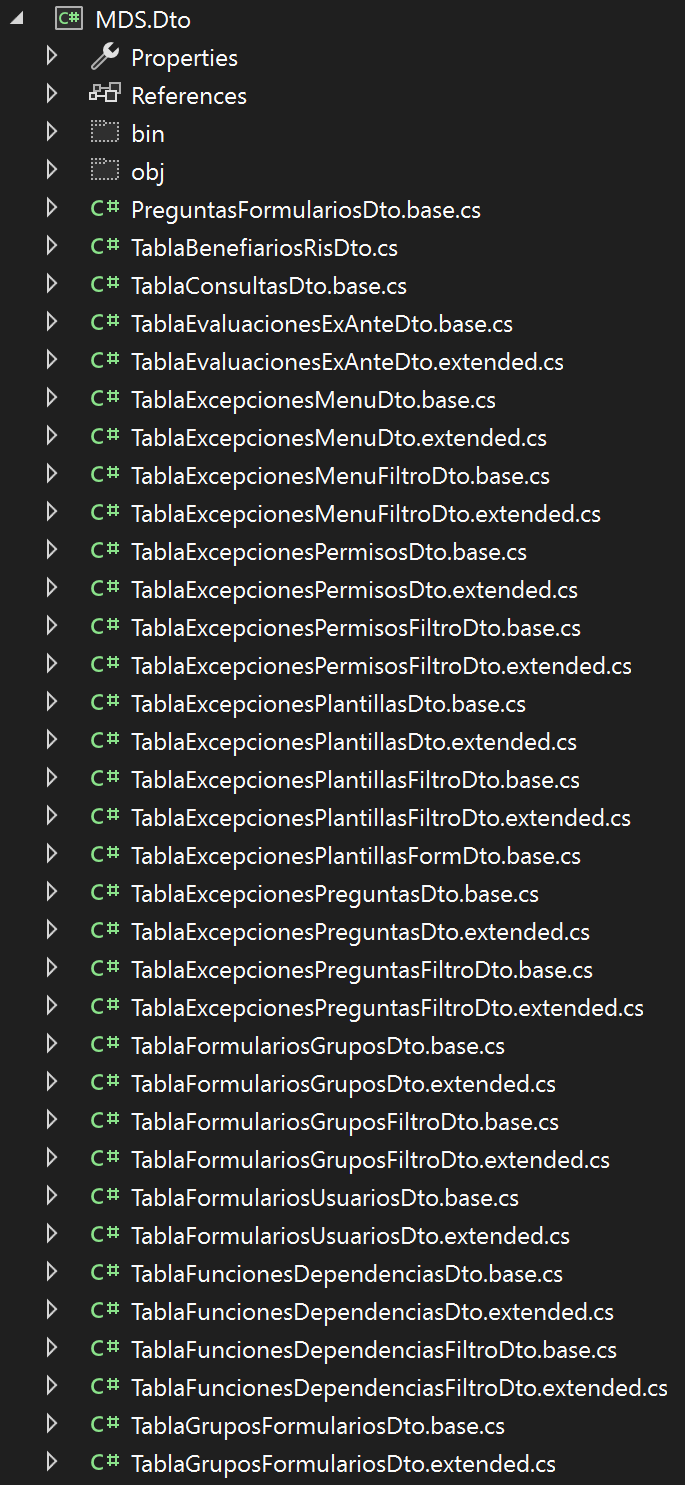 C# MDS.Dto
Properties
References
bin
obj
C# PreguntasFormulariosDto.base.cs
C# TablaBenefiariosRisDto.cs
C# TablaConsultasDto.base.cs
C# TablaEvaluacionesExAnteDto.base.cs
C# TablaEvaluacionesExAnteDto.extended.cs
C# TablaExcepcionesMenuDto.base.cs
C# TablaExcepcionesMenuDto.extended.cs
C# TablaExcepcionesMenuFiltroDto.base.cs
C# TablaExcepcionesMenuFiltroDto.extended.cs
C# TablaExcepcionesPermisosDto.base.cs
C# TablaExcepcionesPermisosDto.extended.cs
C# TablaExcepcionesPermisosFiltroDto.base.cs
C# TablaExcepcionesPermisosFiltroDto.extended.cs
C# TablaExcepcionesPlantillasDto.base.cs
C# TablaExcepcionesPlantillasDto.extended.cs
C# TablaExcepcionesPlantillasFiltroDto.base.cs
C# TablaExcepcionesPlantillasFiltroDto.extended.cs
C# TablaExcepcionesPlantillasFormDto.base.cs
C# TablaExcepcionesPreguntasDto.base.cs
C# TablaExcepcionesPreguntasDto.extended.cs
C# TablaExcepcionesPreguntasFiltroDto.base.cs
C# TablaExcepcionesPreguntasFiltroDto.extended.cs
C# TablaFormulariosGruposDto.base.cs
C# TablaFormulariosGruposDto.extended.cs
C# TablaFormulariosGruposFiltroDto.base.cs
C# TablaFormulariosGruposFiltroDto.extended.cs
C# TablaFormulariosUsuariosDto.base.cs
C# TablaFormulariosUsuariosDto.extended.cs
C# TablaFuncionesDependenciasDto.base.cs
C# TablaFuncionesDependenciasDto.extended.cs
C# TablaFuncionesDependenciasFiltroDto.base.cs
C# TablaFuncionesDependenciasFiltroDto.extended.cs
C# TablaGruposFormulariosDto.base.cs
C# TablaGruposFormulariosDto.extended.cs